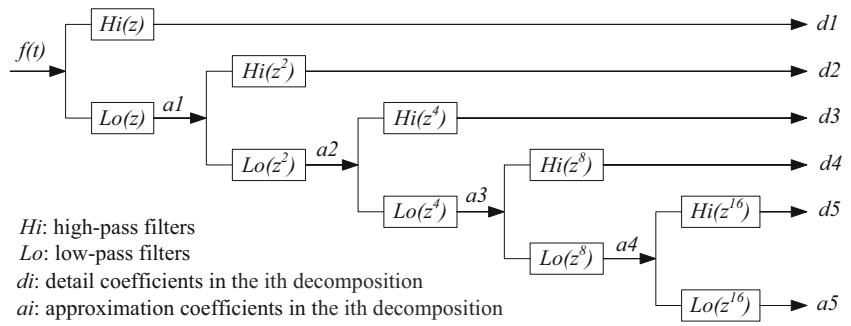 Hi(z) d1
f(t)
Hi(z²) d2
Lo(z) a1
Hi(z⁴) d3
Lo(z²) a2
Hi(z⁸) d4
Lo(z⁴) a3
Hi(z¹⁶) d5
Lo(z⁸) a4
Lo(z¹⁶) a5
Hi: high-pass filters
Lo: low-pass filters
di: detail coefficients in the ith decomposition
ai: approximation coefficients in the ith decomposition